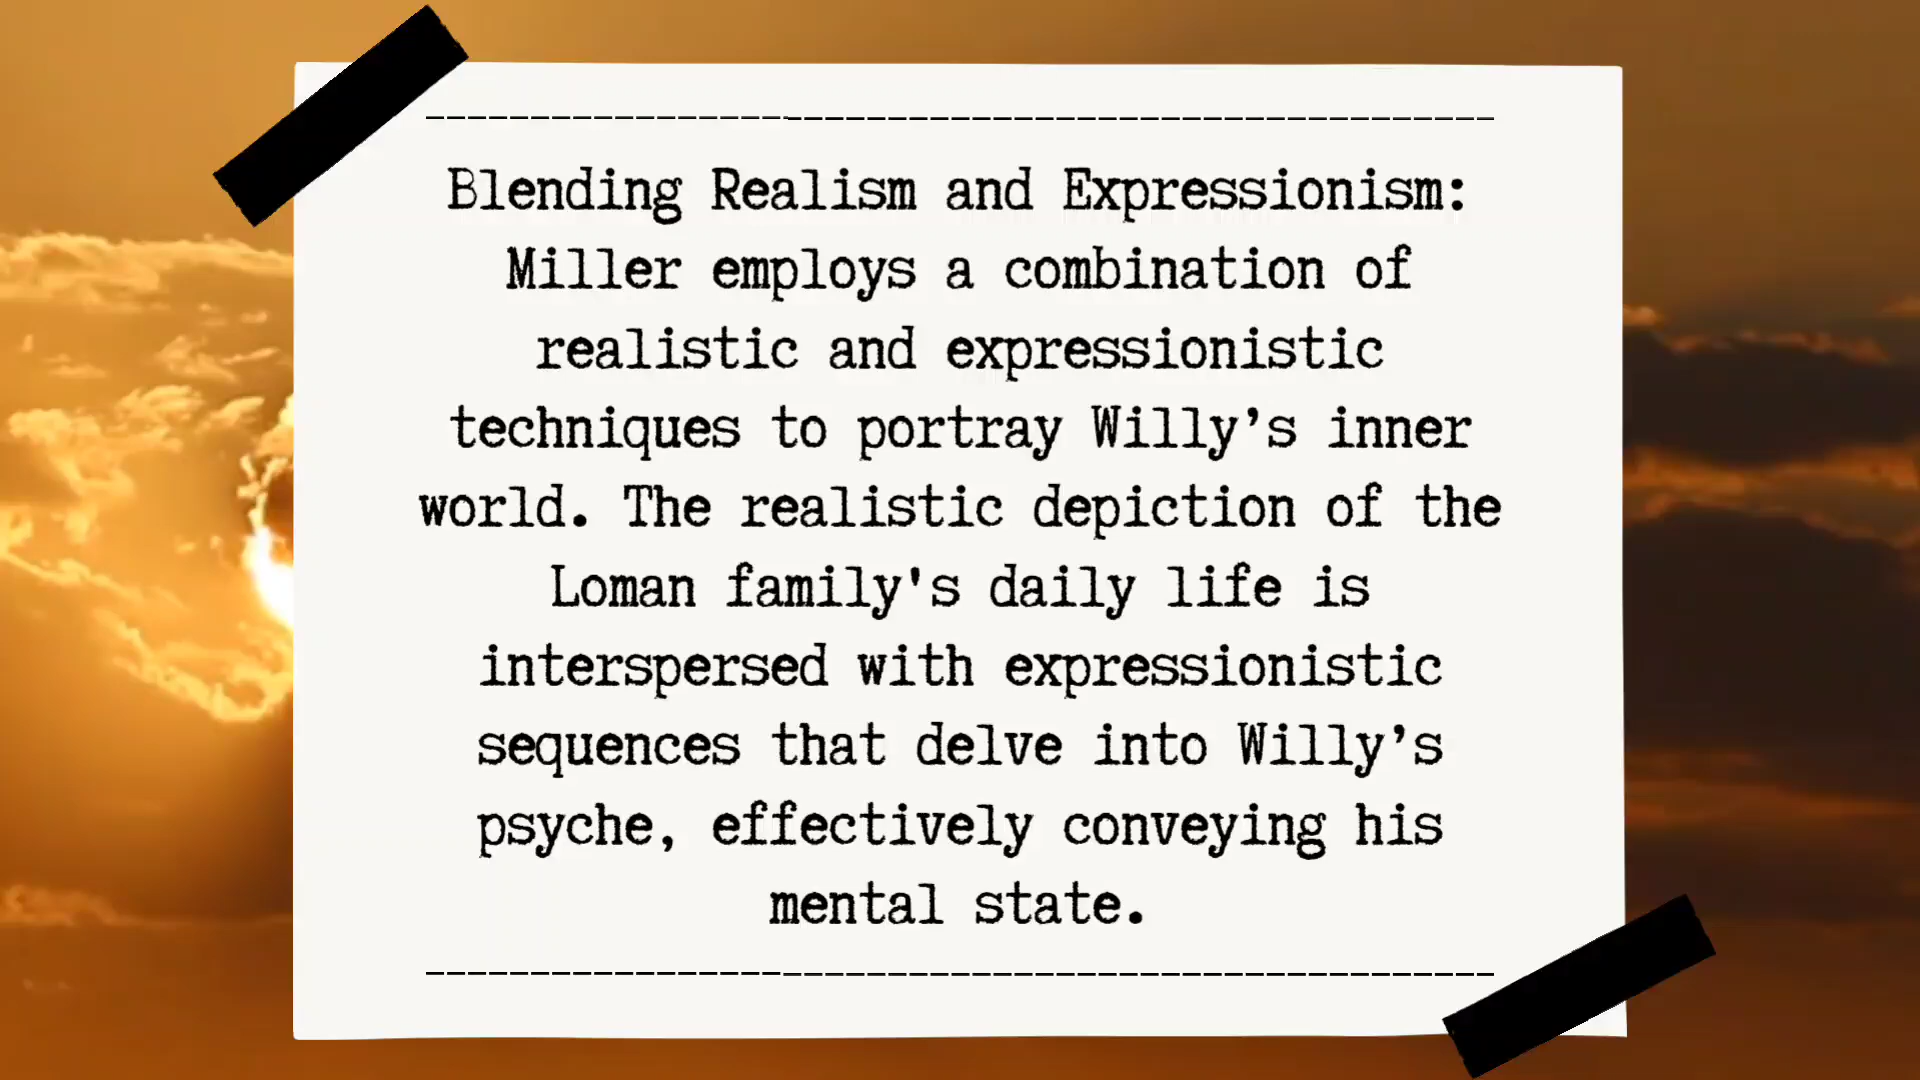 Blending Realism and Expressionism:
Miller employs a combination of
realistic and expressionistic
techniques to portray Willy’s inner
world. The realistic depiction of the
Loman family's daily life is
interspersed with expressionistic
sequences that delve into Willy’s
psyche, effectively conveying his
mental state.